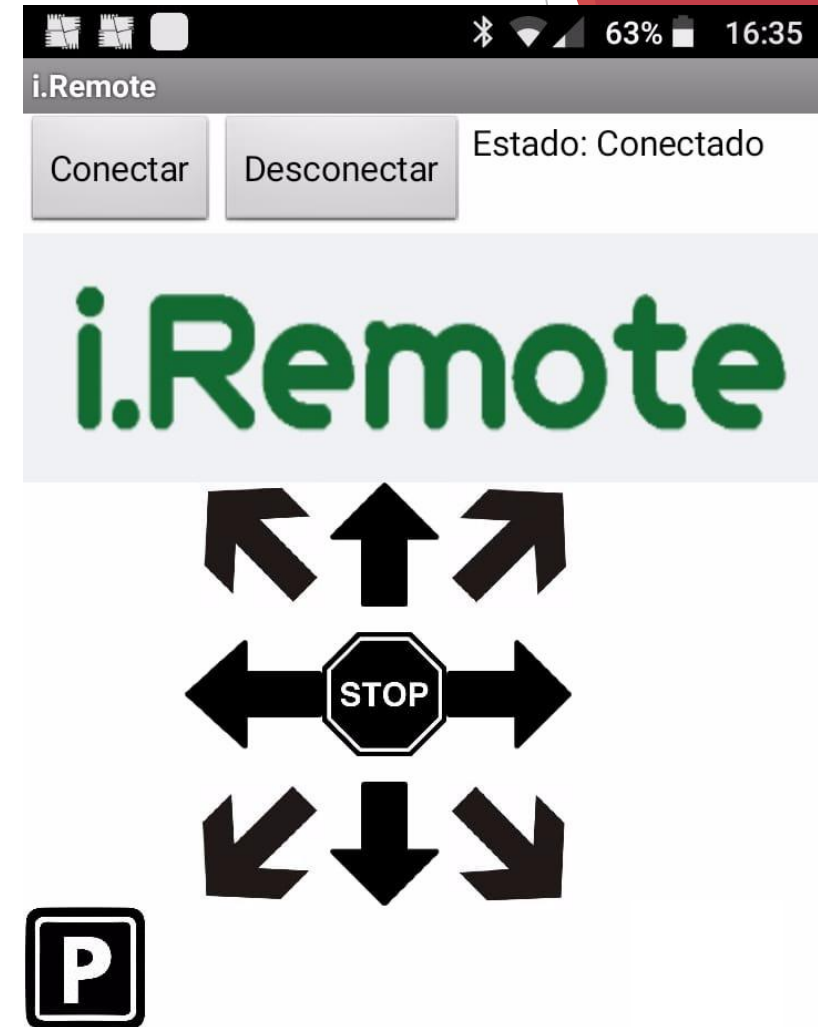 63% 16:35
i.Remote
Conectar Desconectar Estado: Conectado
i.Remote
STOP
P